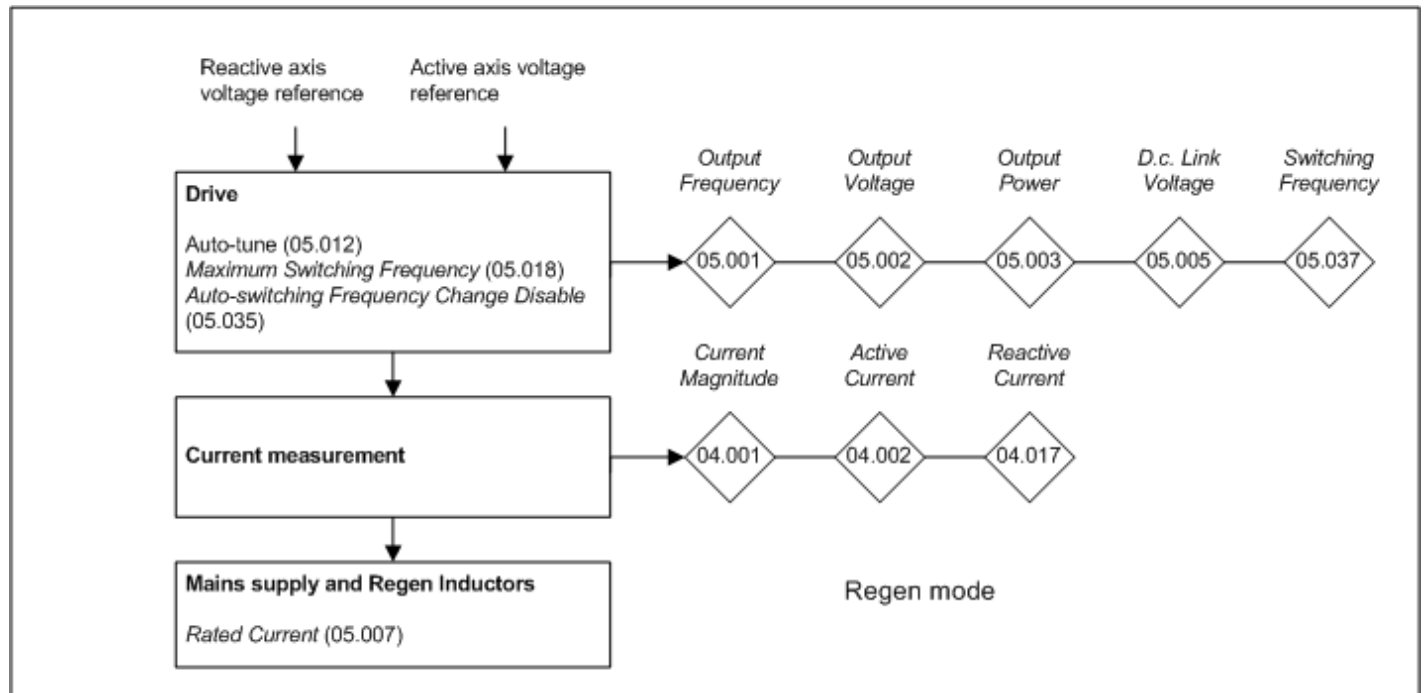 Reactive axis
voltage reference
Active axis voltage
reference
Drive
Auto-tune (05.012)
Maximum Switching Frequency (05.018)
Auto-switching Frequency Change Disable
(05.035)
Output
Frequency
Output
Voltage
Output
Power
D.c. Link
Voltage
Switching
Frequency
05.001
05.002
05.003
05.005
05.037
Current measurement
Current
Magnitude
Active
Current
Reactive
Current
04.001
04.002
04.017
Mains supply and Regen Inductors
Rated Current (05.007)
Regen mode